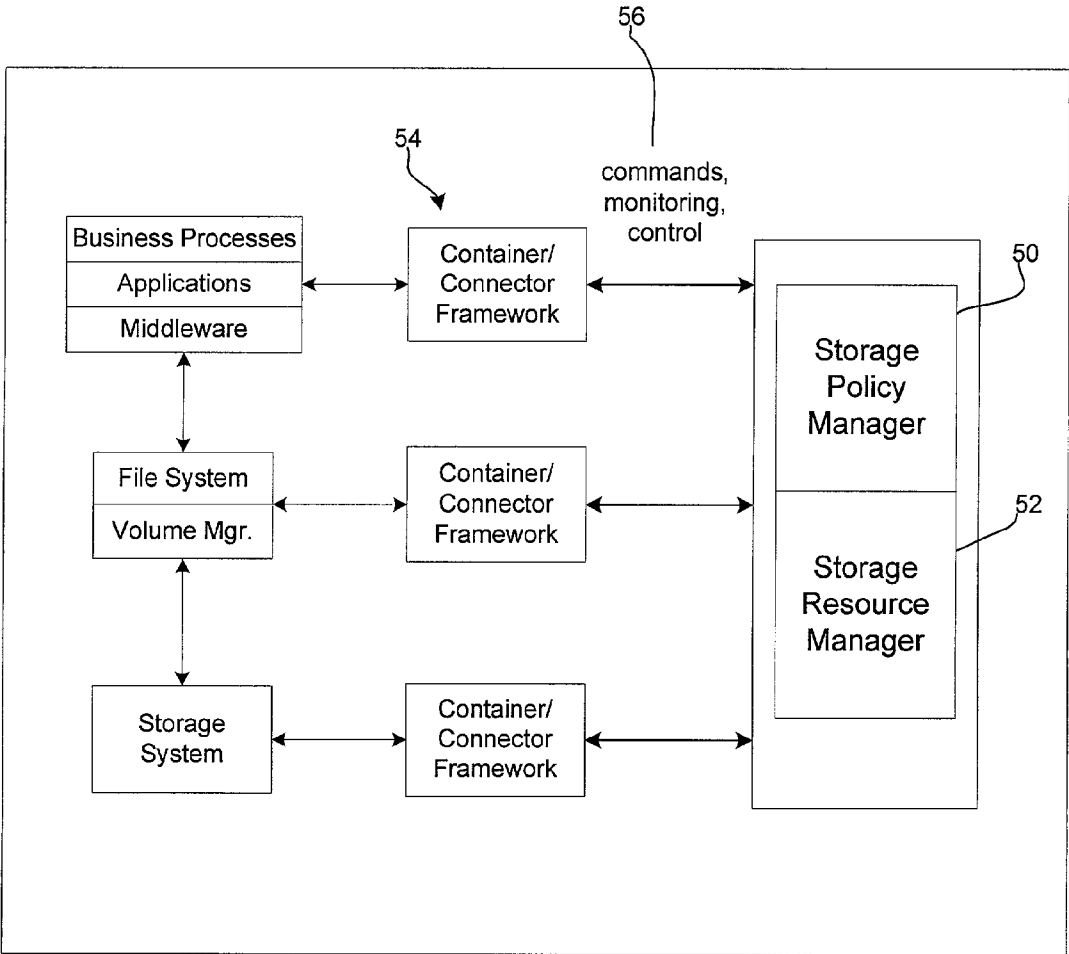 56
54
commands,
monitoring,
control
Business Processes
Applications
Middleware
Container/
Connector
Framework
50
Storage
Policy
Manager
File System
Volume Mgr.
Container/
Connector
Framework
52
Storage
Resource
Manager
Storage
System
Container/
Connector
Framework